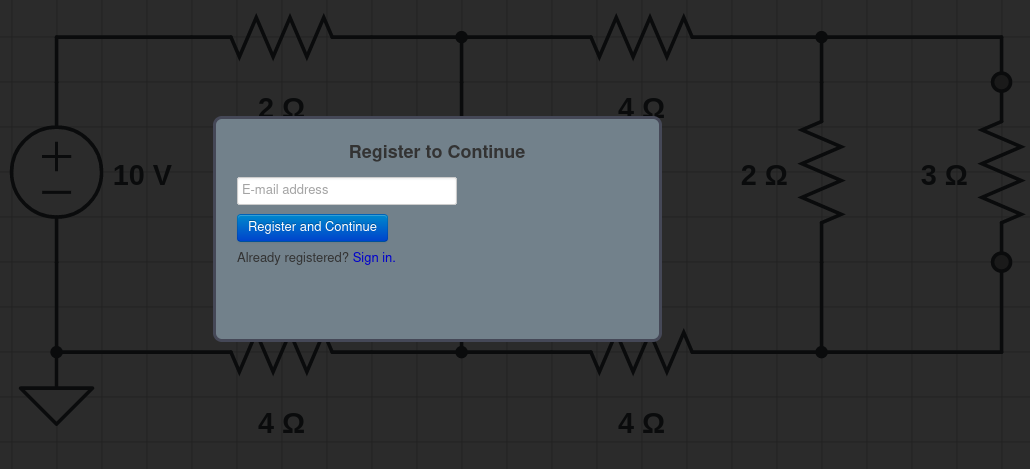 2 Ω
4 Ω
10 V
2 Ω
3 Ω
Register to Continue
E-mail address
Register and Continue
Already registered? Sign in.
4 Ω
4 Ω